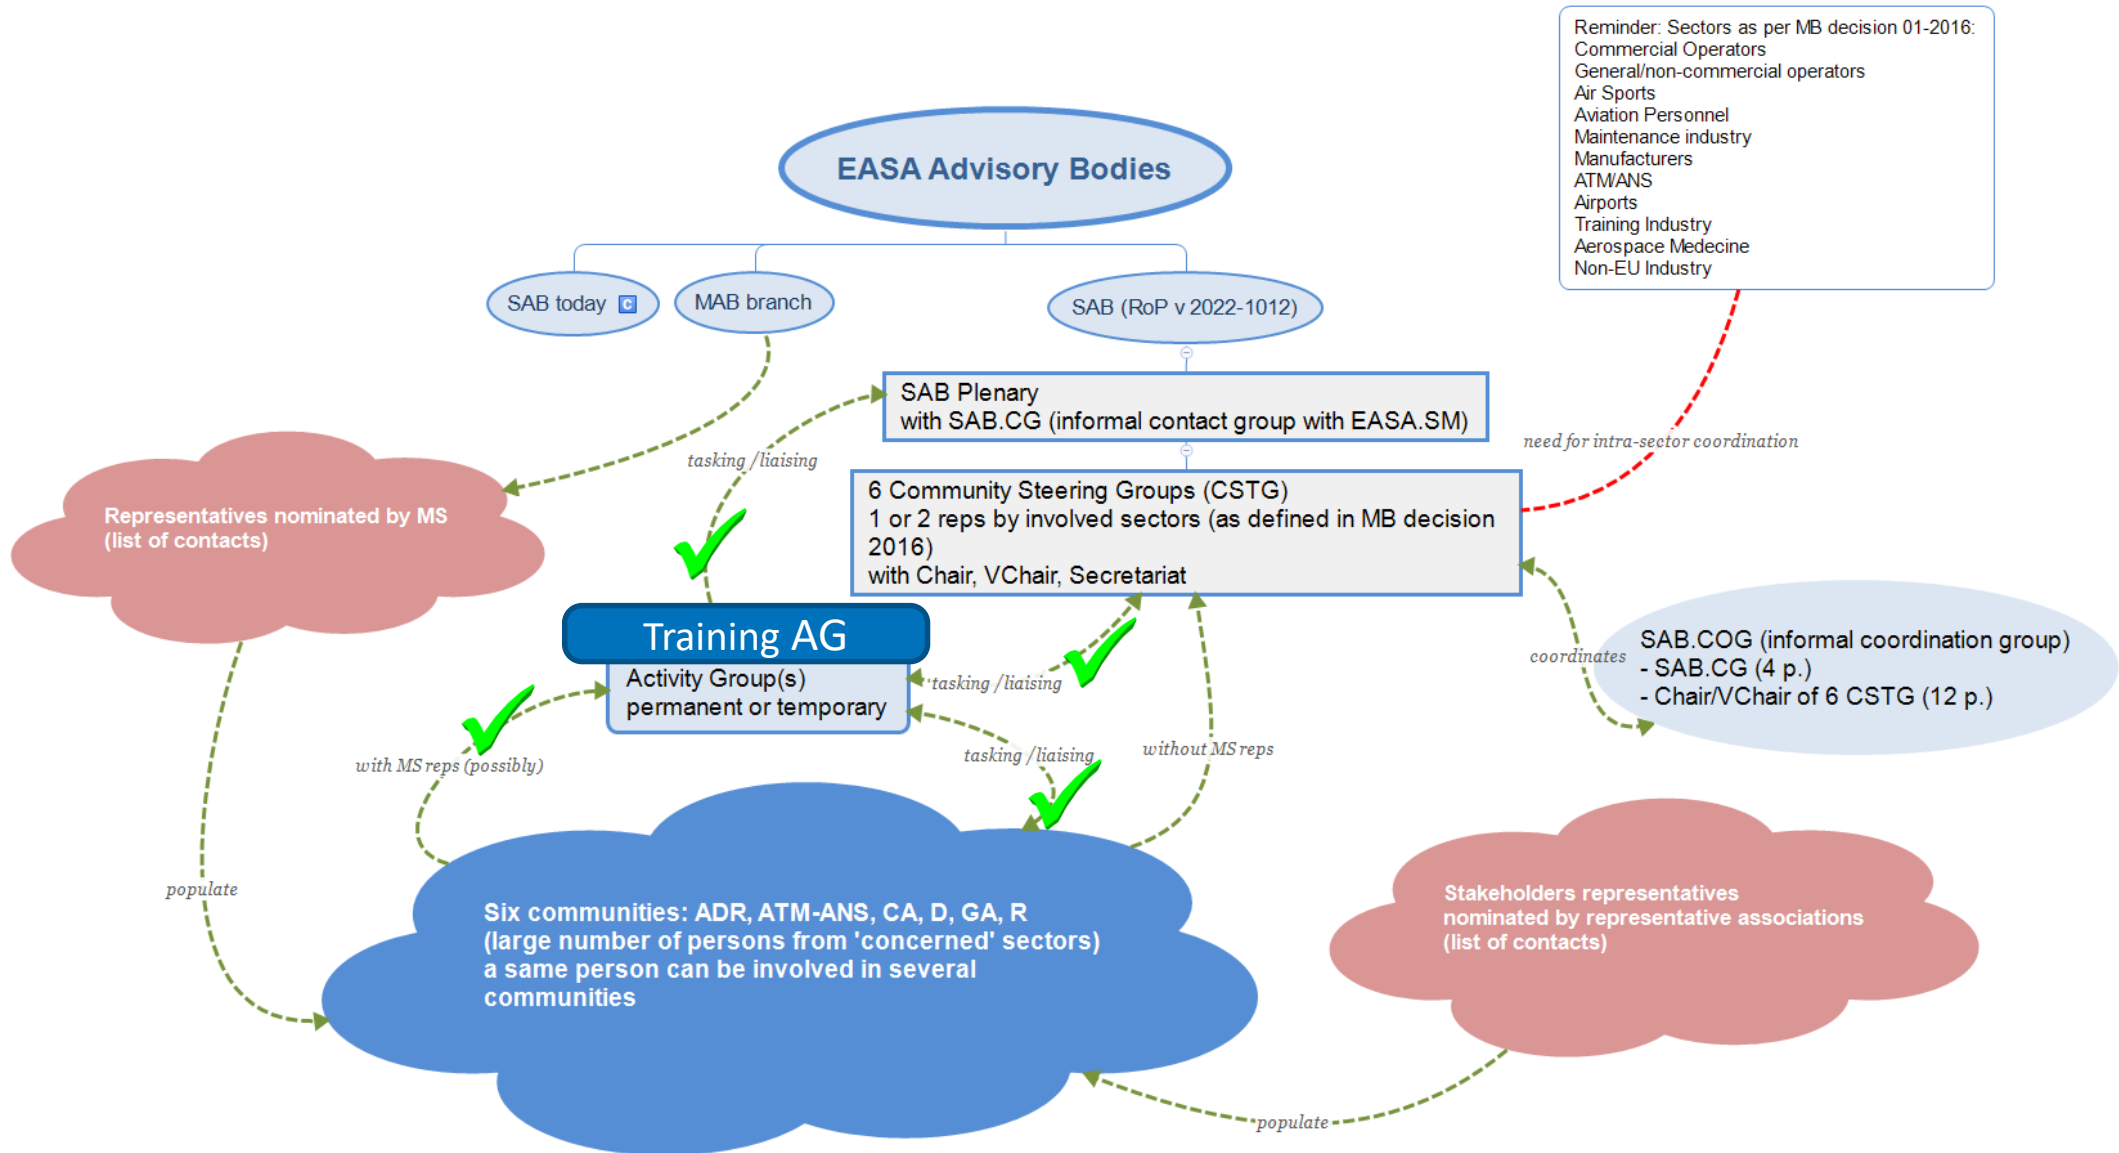 Reminder: Sectors as per MB decision 01-2016:
Commercial Operators
General/non-commercial operators
Air Sports
Aviation Personnel
Maintenance industry
Manufacturers
ATM/ANS
Airports
Training Industry
Aerospace Medecine
Non-EU Industry
EASA Advisory Bodies
SAB today C
MAB branch
SAB (RoP v 2022-1012)
SAB Plenary
with SAB.CG (informal contact group with EASA.SM)
need for intra-sector coordination
tasking /liaising
6 Community Steering Groups (CSTG)
1 or 2 reps by involved sectors (as defined in MB decision
2016)
with Chair, VChair, Secretariat
Representatives nominated by MS
(list of contacts)
Training AG
Activity Group(s)
permanent or temporary
tasking /liaising
coordinates
SAB.COG (informal coordination group)
- SAB.CG (4 p.)
- Chair/VChair of 6 CSTG (12 p.)
with MS reps (possibly)
tasking /liaising
without MS reps
populate
Six communities: ADR, ATM-ANS, CA, D, GA, R
(large number of persons from 'concerned' sectors)
a same person can be involved in several
communities
Stakeholders representatives
nominated by representative associations
(list of contacts)
populate